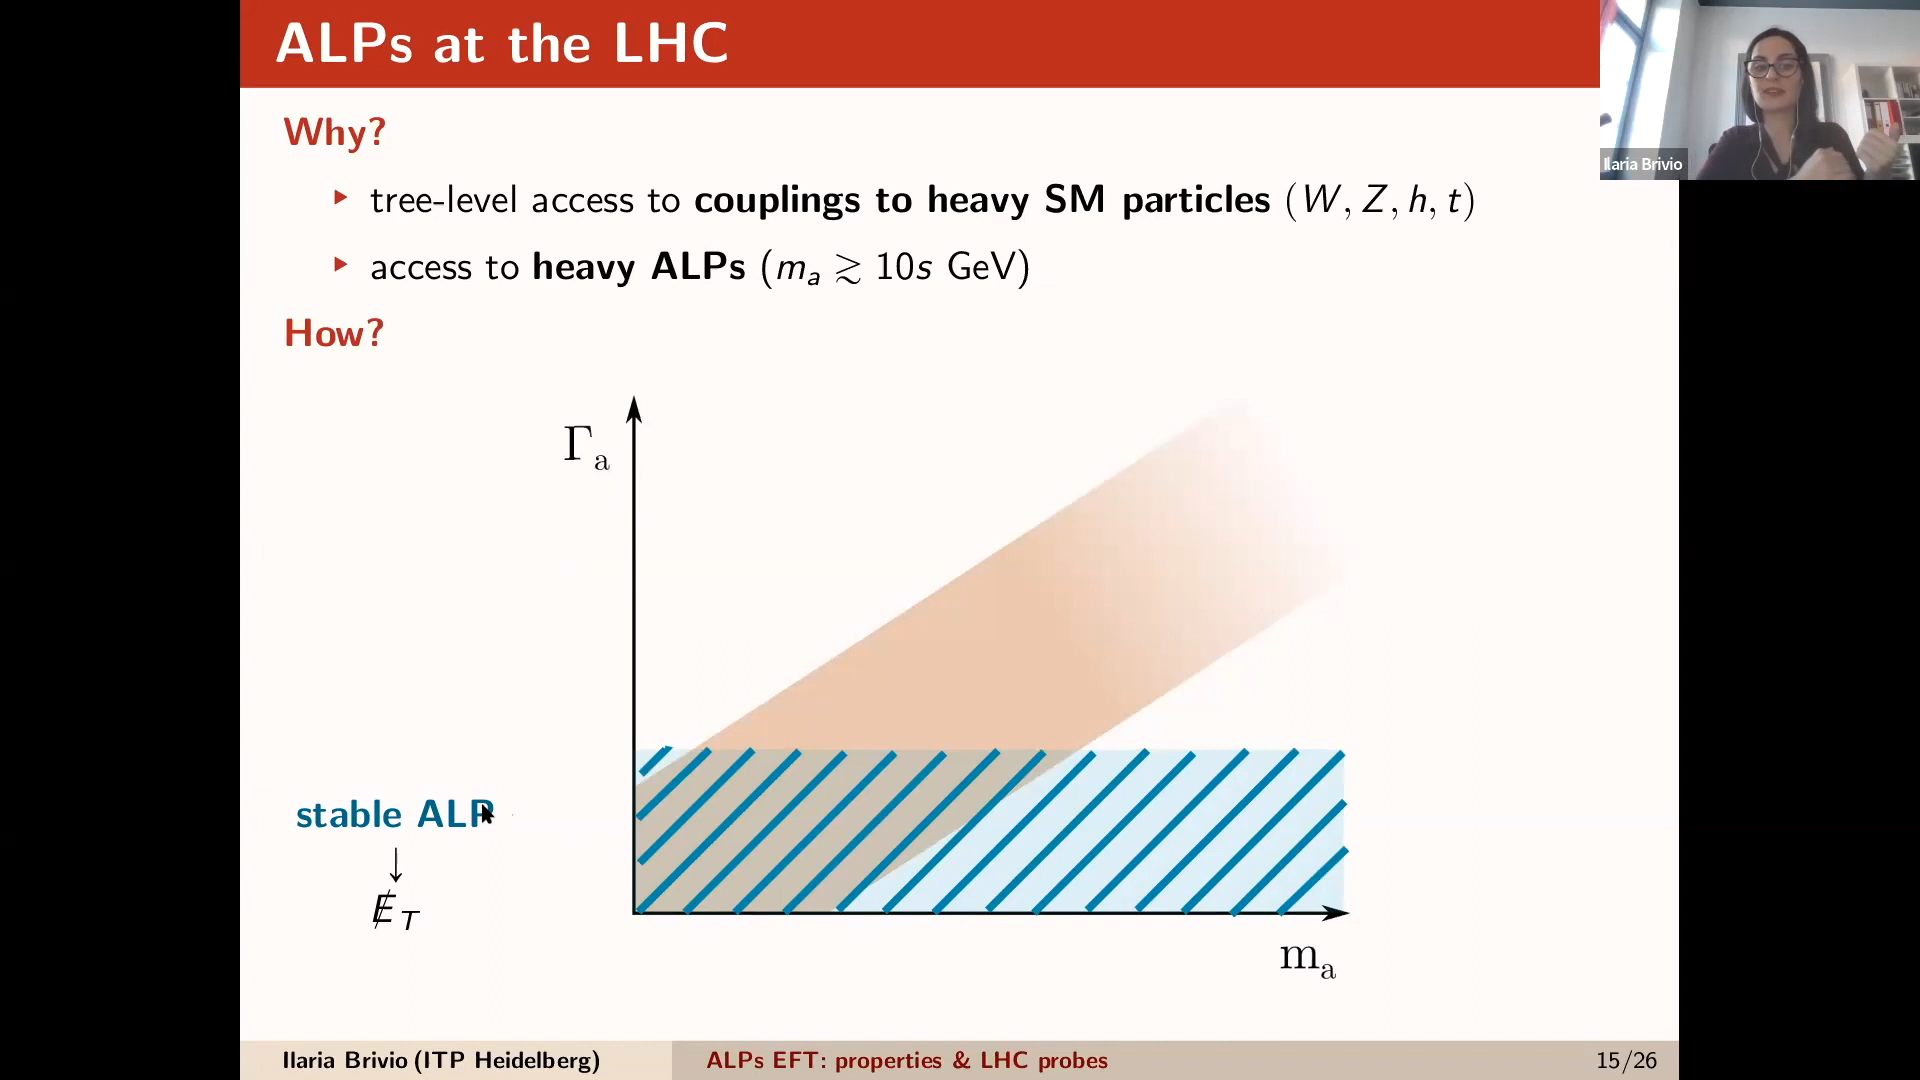 ALPs at the LHC
Ilaria Brivio
Why?
▸ tree-level access to couplings to heavy SM particles (W, Z, h, t)
▸ access to heavy ALPs (mₐ ≳ 10s GeV)
How?
Γₐ
stable ALP
↓
E̸_T
mₐ
Ilaria Brivio (ITP Heidelberg) ALPs EFT: properties & LHC probes 15/26